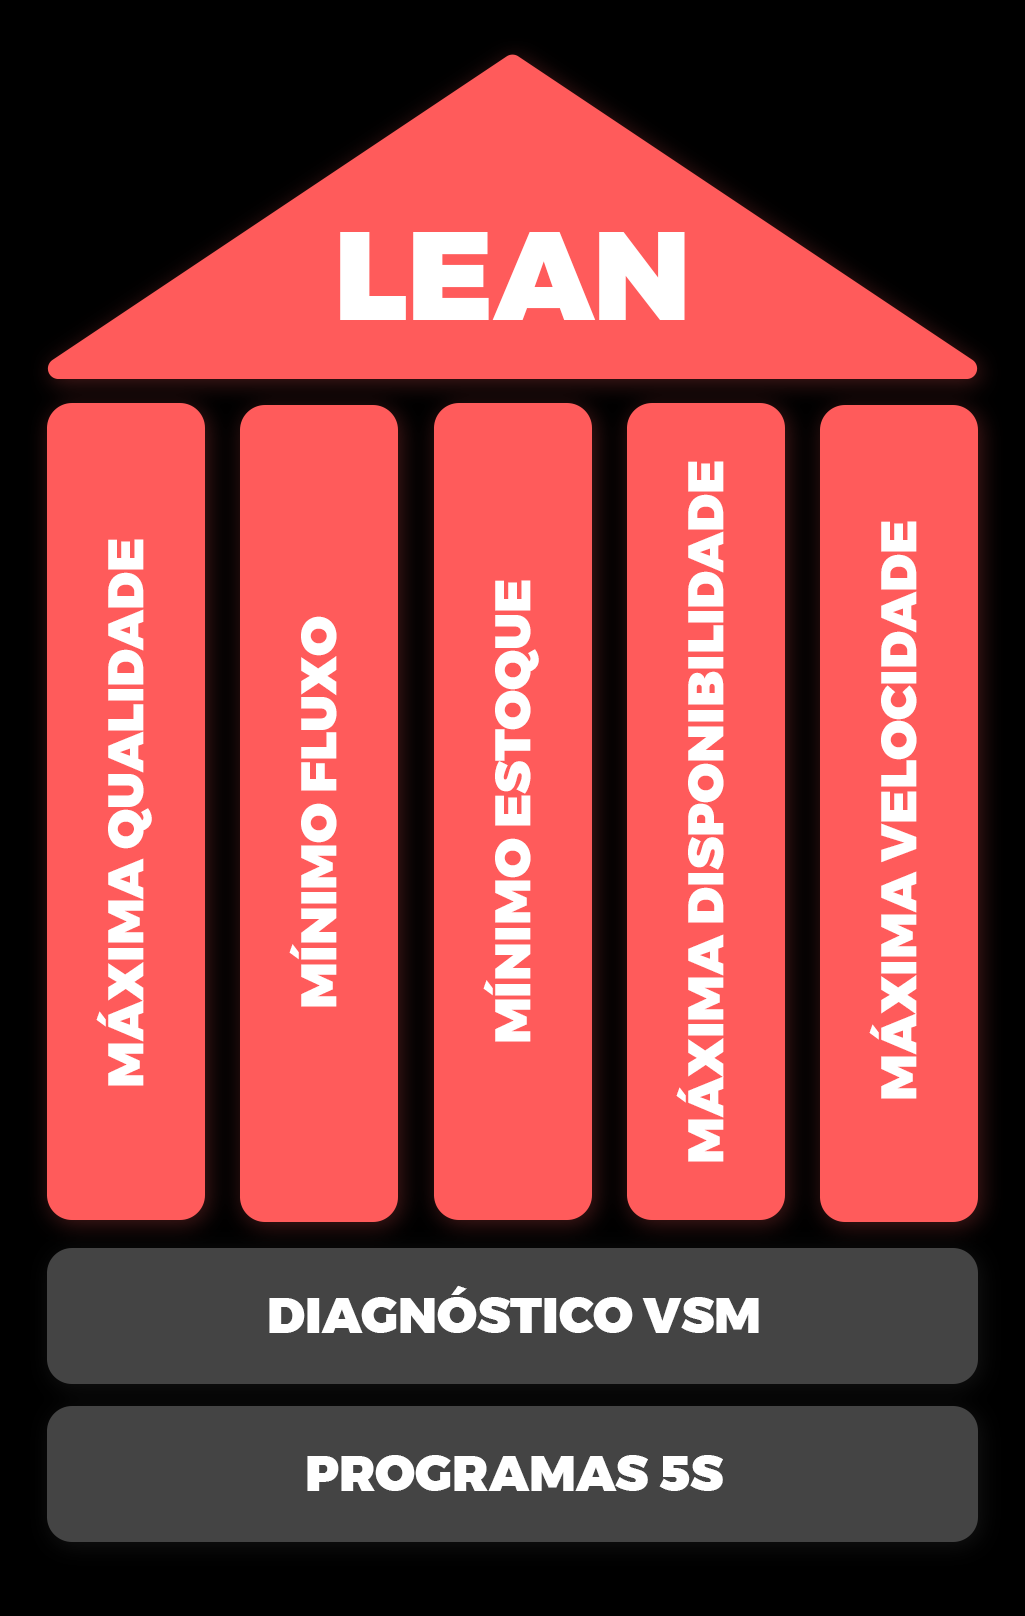 LEAN
MÁXIMA QUALIDADE
MÍNIMO FLUXO
MÍNIMO ESTOQUE
MÁXIMA DISPONIBILIDADE
MÁXIMA VELOCIDADE
DIAGNÓSTICO VSM
PROGRAMAS 5S